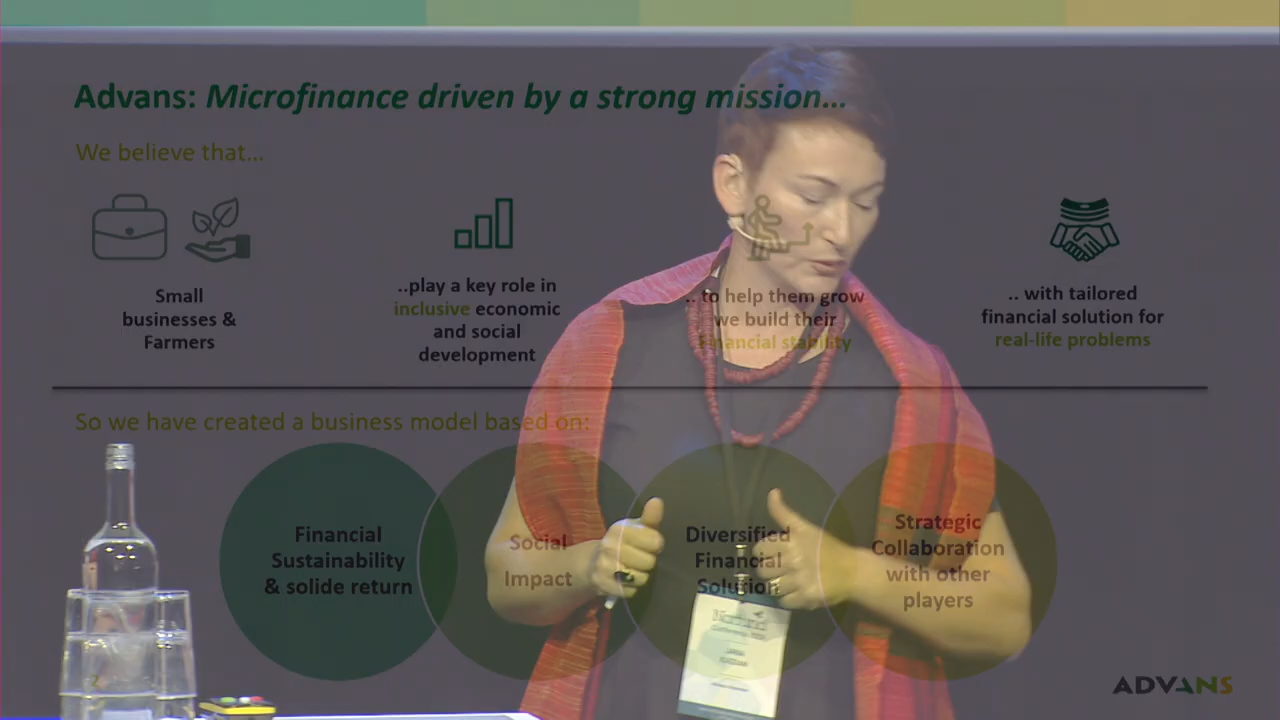 Advans: Microfinance driven by a strong mission...
We believe that...
Small
businesses &
Farmers
..play a key role in
inclusive economic
and social
development
.. to help them grow
we build their
financial stability
.. with tailored
financial solution for
real-life problems
So we have created a business model based on:
Financial
Sustainability
& solide return
Social
Impact
Diversified
Financial
Solution
Strategic
Collaboration
with other
players
ADVANS